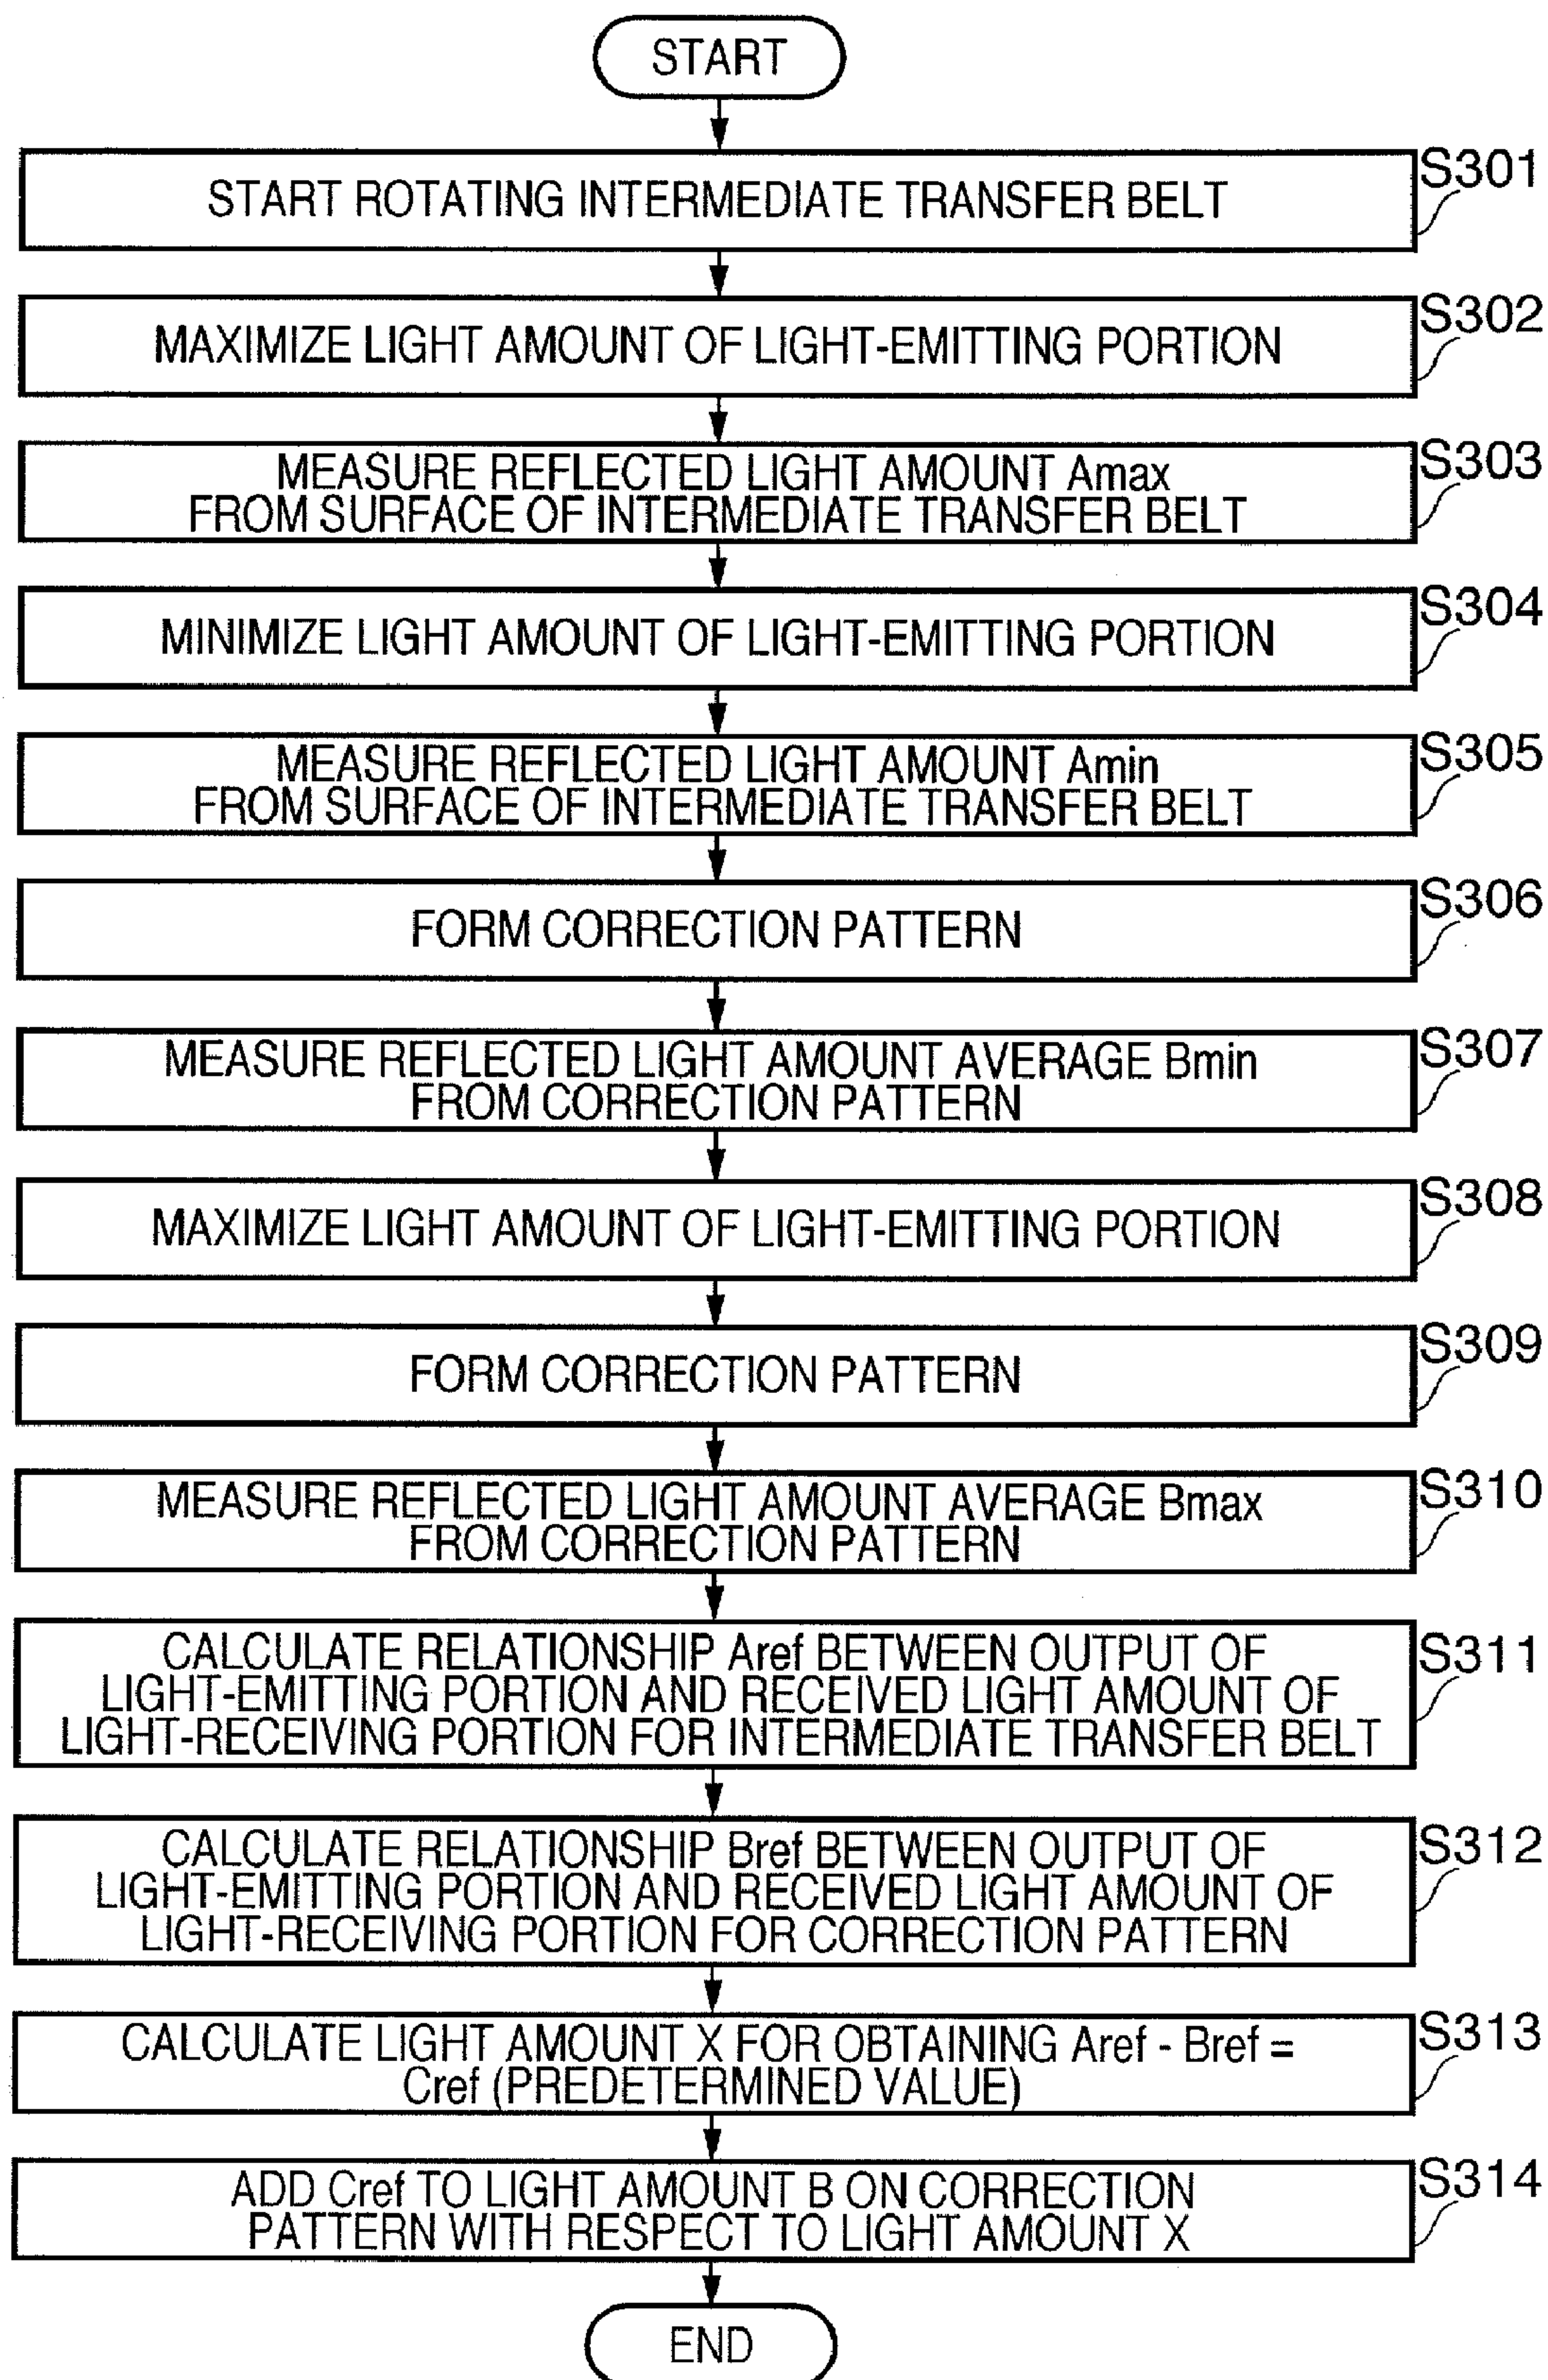 START
START ROTATING INTERMEDIATE TRANSFER BELT
S301
MAXIMIZE LIGHT AMOUNT OF LIGHT-EMITTING PORTION
S302
MEASURE REFLECTED LIGHT AMOUNT Amax
FROM SURFACE OF INTERMEDIATE TRANSFER BELT
S303
MINIMIZE LIGHT AMOUNT OF LIGHT-EMITTING PORTION
S304
MEASURE REFLECTED LIGHT AMOUNT Amin
FROM SURFACE OF INTERMEDIATE TRANSFER BELT
S305
FORM CORRECTION PATTERN
S306
MEASURE REFLECTED LIGHT AMOUNT AVERAGE Bmin
FROM CORRECTION PATTERN
S307
MAXIMIZE LIGHT AMOUNT OF LIGHT-EMITTING PORTION
S308
FORM CORRECTION PATTERN
S309
MEASURE REFLECTED LIGHT AMOUNT AVERAGE Bmax
FROM CORRECTION PATTERN
S310
CALCULATE RELATIONSHIP Aref BETWEEN OUTPUT OF
LIGHT-EMITTING PORTION AND RECEIVED LIGHT AMOUNT OF
LIGHT-RECEIVING PORTION FOR INTERMEDIATE TRANSFER BELT
S311
CALCULATE RELATIONSHIP Bref BETWEEN OUTPUT OF
LIGHT-EMITTING PORTION AND RECEIVED LIGHT AMOUNT OF
LIGHT-RECEIVING PORTION FOR CORRECTION PATTERN
S312
CALCULATE LIGHT AMOUNT X FOR OBTAINING Aref - Bref =
Cref (PREDETERMINED VALUE)
S313
ADD Cref TO LIGHT AMOUNT B ON CORRECTION
PATTERN WITH RESPECT TO LIGHT AMOUNT X
S314
END